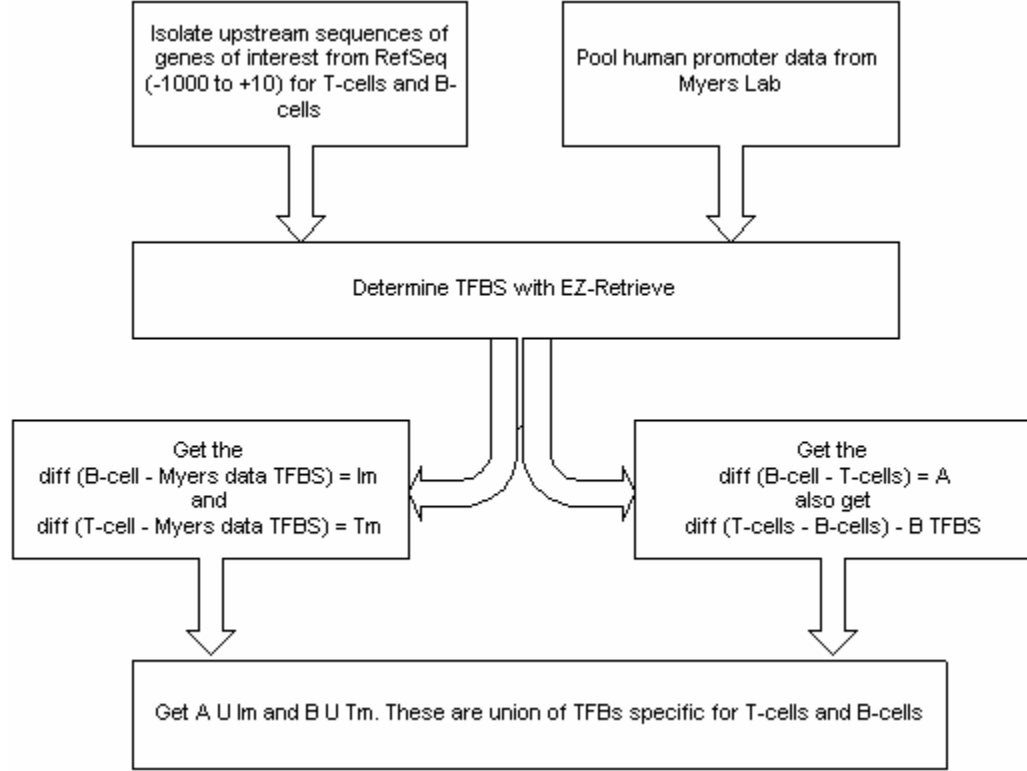 Isolate upstream sequences of
genes of interest from RefSeq
(-1000 to +10) for T-cells and B-
cells
Pool human promoter data from
Myers Lab
Determine TFBS with EZ-Retrieve
Get the
diff (B-cell - Myers data TFBS) = Im
and
diff (T-cell - Myers data TFBS) = Tm
Get the
diff (B-cell - T-cells) = A
also get
diff (T-cells - B-cells) - B TFBS
Get A U Im and B U Tm. These are union of TFBs specific for T-cells and B-cells